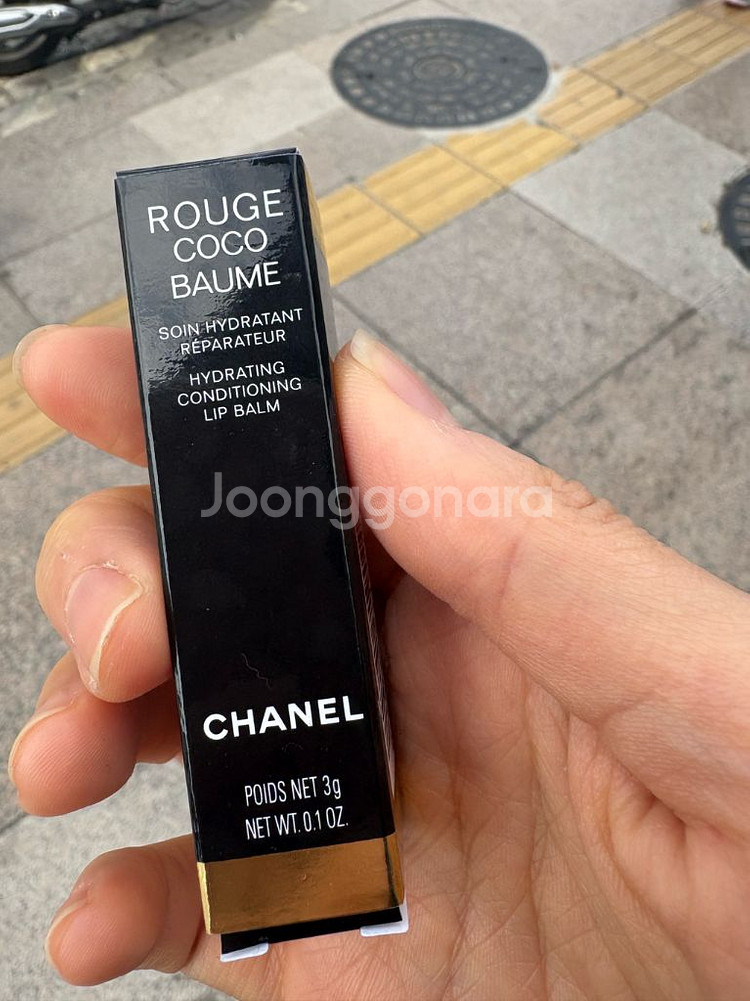 ROUGE
COCO
BAUME
SOIN HYDRATANT
RÉPARATEUR
HYDRATING
CONDITIONING
LIP BALM
Joonggonara
CHANEL
POIDS NET 3g
NET WT. 0.1 OZ.